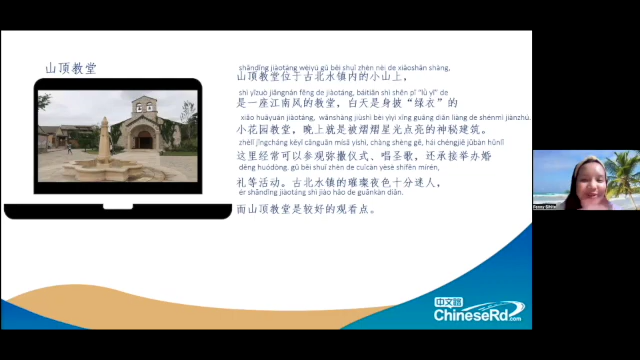 山顶教堂
shāndǐng jiàotáng wèiyú gǔ běi shuǐ zhèn nèi de xiǎoshān shàng,
山顶教堂位于古北水镇内的小山上，
shì yīzuò jiāngnán fēng de jiàotáng, báitiān shì shēn pī "lǜ yī" de
是一座江南风的教堂，白天是身披“绿衣”的
xiǎo huāyuán jiàotáng, wǎnshàng jiùshì bèi yìyì xīng guāng diǎn liàng de shénmì jiànzhú.
小花园教堂，晚上就是被熠熠星光点亮的神秘建筑。
zhèlǐ jīngcháng kěyǐ cānguān mísā yíshì, chàng shèng gē, hái chéngjiē jǔbàn hūnlǐ
这里经常可以参观弥撒仪式、唱圣歌，还承接举办婚
děng huódòng. gǔ běi shuǐ zhèn de cuǐcàn yèsè shífēn mírén,
礼等活动。古北水镇的璀璨夜色十分迷人，
ér shāndǐng jiàotáng shì jiào hǎo de guānkàn diǎn.
而山顶教堂是较好的观看点。
中文路
ChineseRd.com